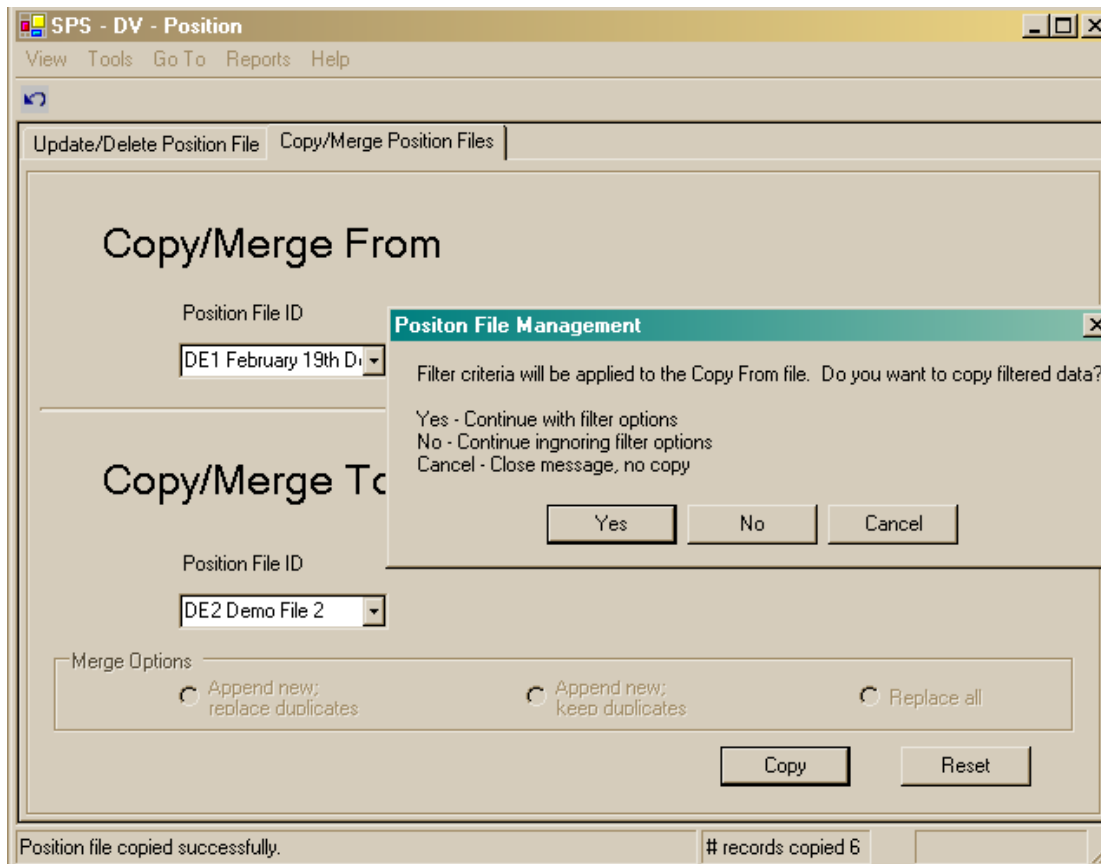 SPS - DV - Position
View Tools Go To Reports Help
Update/Delete Position File Copy/Merge Position Files
Copy/Merge From
Position File ID
DE1 February 19th
Positon File Management
Filter criteria will be applied to the Copy From file. Do you want to copy filtered data?
Yes - Continue with filter options
No - Continue ingnoring filter options
Cancel - Close message, no copy
Yes No Cancel
Copy/Merge
Position File ID
DE2 Demo File 2
Merge Options
Append new;
replace duplicates
Append new;
keep duplicates
Replace all
Copy Reset
Position file copied successfully. # records copied 6